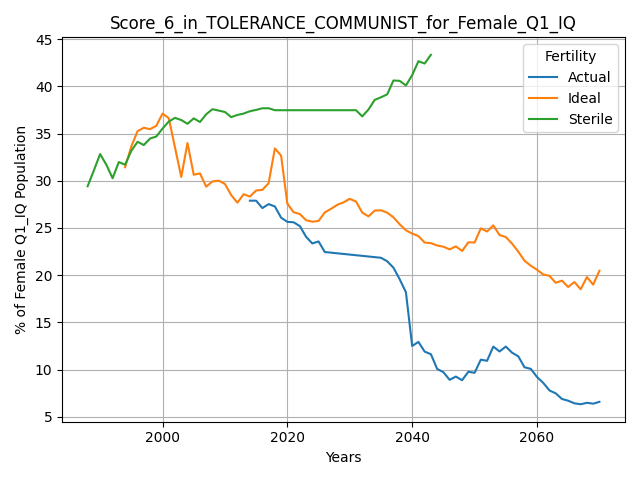 Score_6_in_TOLERANCE_COMMUNIST_for_Female_Q1_IQ
% of Female Q1_IQ Population
45
40
35
30
25
20
15
10
5
Fertility
Actual
Ideal
Sterile
2000
2020
2040
2060
Years